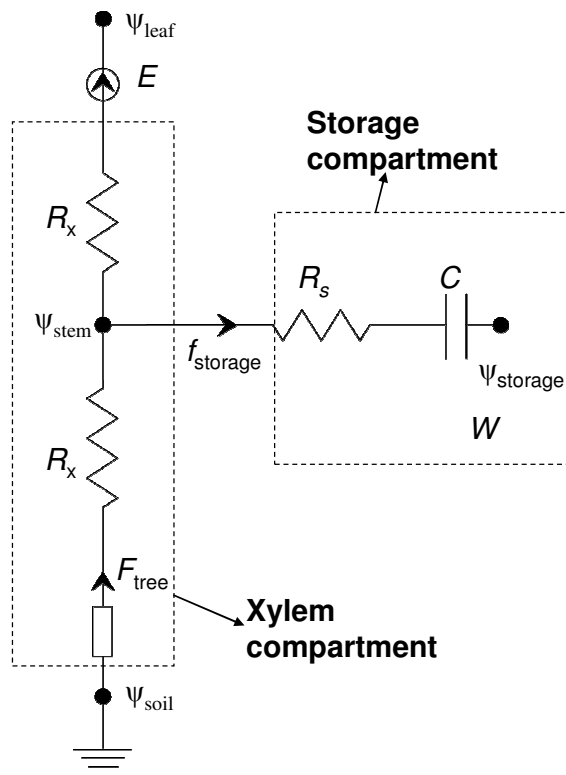 ψleaf
E
Storage
compartment
Rx
Rs
C
ψstem
fstorage
ψstorage
W
Rx
Ftree
Xylem
compartment
ψsoil